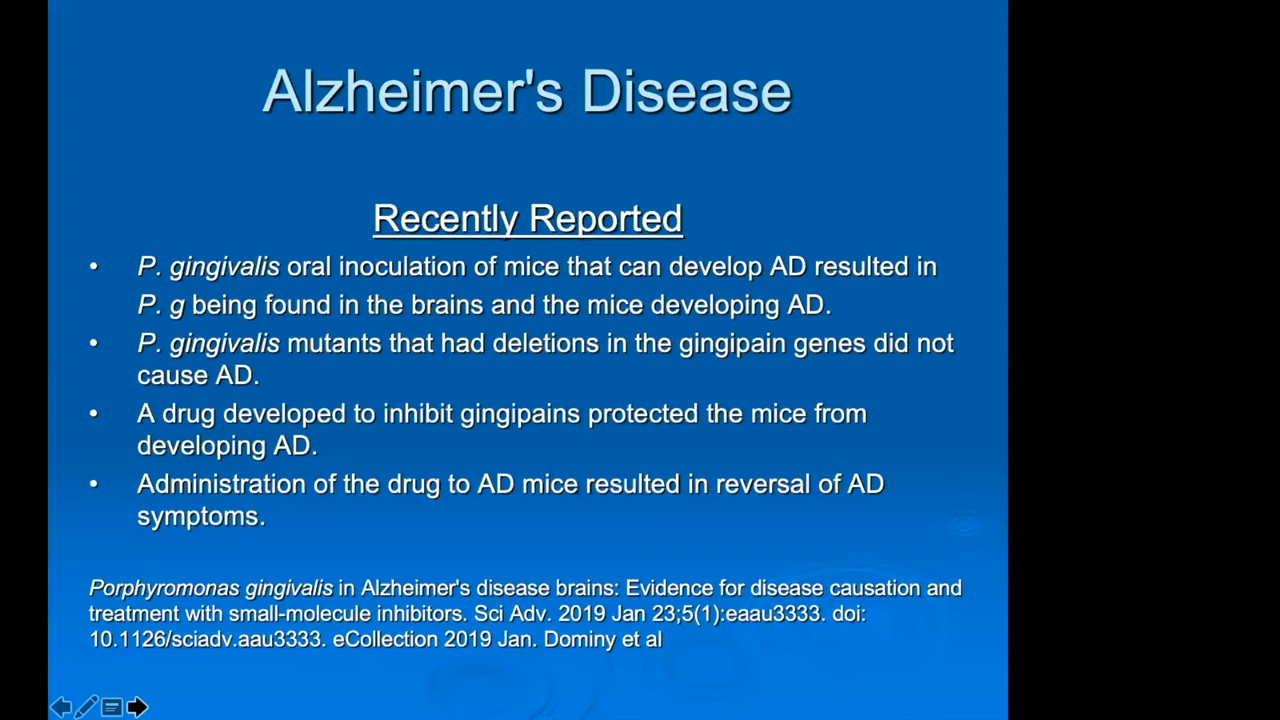 Alzheimer's Disease
Recently Reported
• P. gingivalis oral inoculation of mice that can develop AD resulted in
P. g being found in the brains and the mice developing AD.
• P. gingivalis mutants that had deletions in the gingipain genes did not
cause AD.
• A drug developed to inhibit gingipains protected the mice from
developing AD.
• Administration of the drug to AD mice resulted in reversal of AD
symptoms.
Porphyromonas gingivalis in Alzheimer's disease brains: Evidence for disease causation and
treatment with small-molecule inhibitors. Sci Adv. 2019 Jan 23;5(1):eaau3333. doi:
10.1126/sciadv.aau3333. eCollection 2019 Jan. Dominy et al